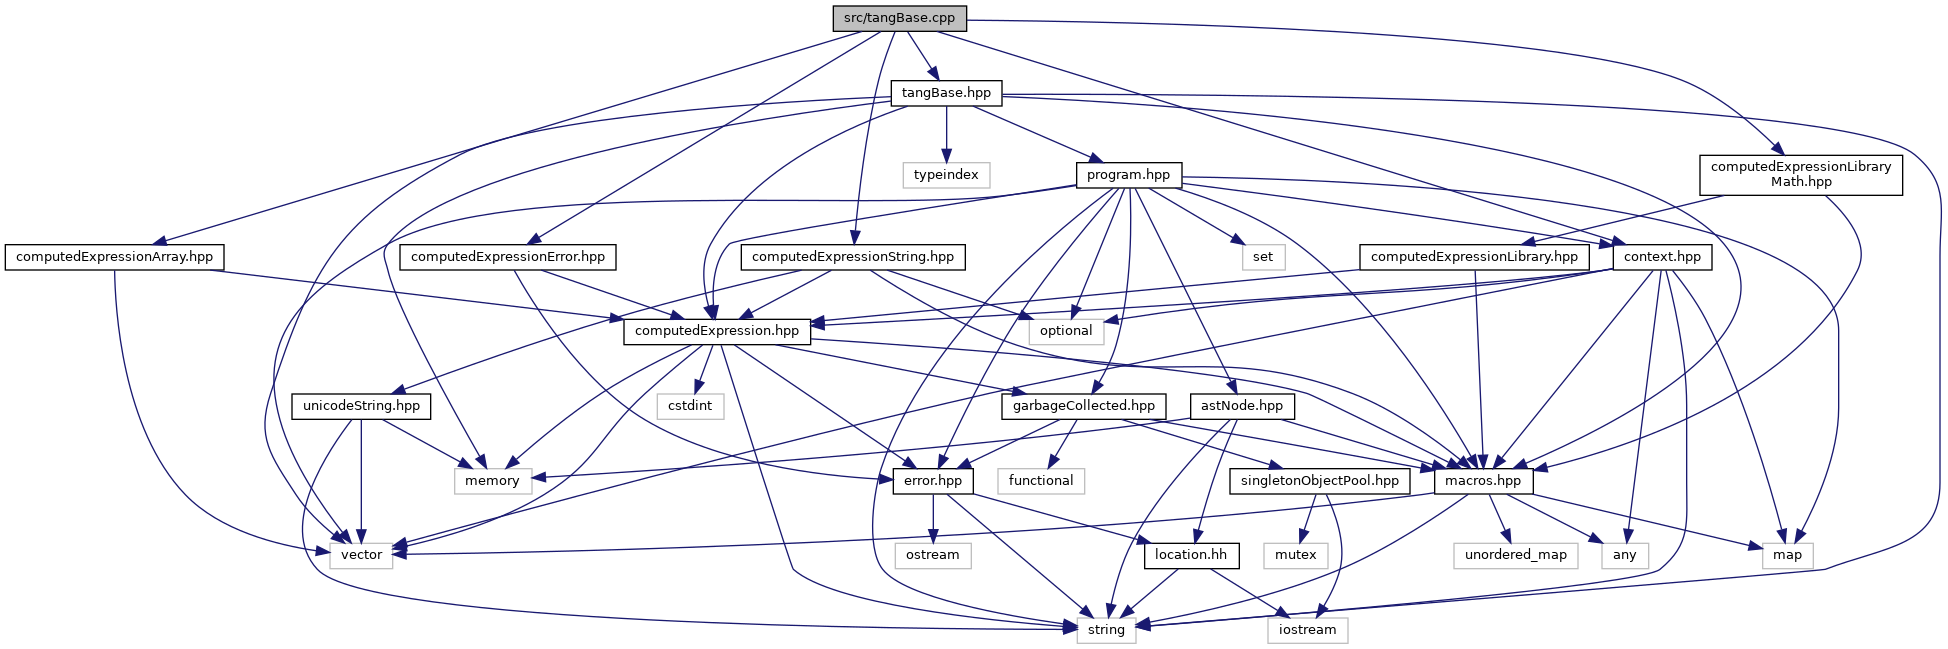 src/tangBase.cpp
tangBase.hpp
typeindex
program.hpp
computedExpressionLibrary
Math.hpp
computedExpressionArray.hpp
computedExpressionError.hpp
computedExpressionString.hpp
set
computedExpressionLibrary.hpp
context.hpp
computedExpression.hpp
optional
unicodeString.hpp
cstdint
garbageCollected.hpp
astNode.hpp
memory
error.hpp
functional
singletonObjectPool.hpp
macros.hpp
vector
ostream
location.hh
mutex
unordered_map
any
map
string
iostream